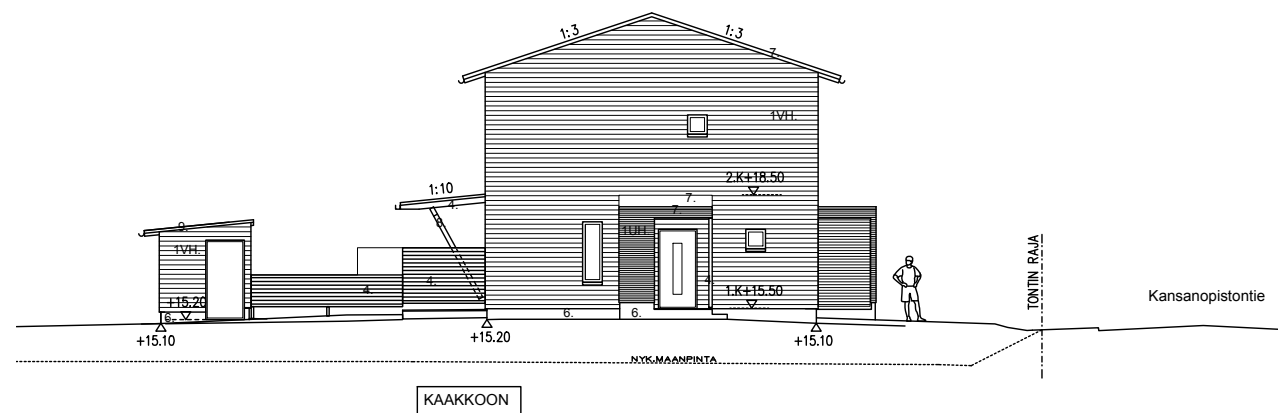 1:3
1:3
7.
1VH.
2.K+18.50
1:10
4.
7.
7.
8.
9.
1VH.
1UH.
4.
4.
4.
+15.20
1.K+15.50
6.
6.
6.
+15.10
+15.20
+15.10
TONTIN RAJA
Kansanopistontie
NYK.MAANPINTA
KAAKKOON